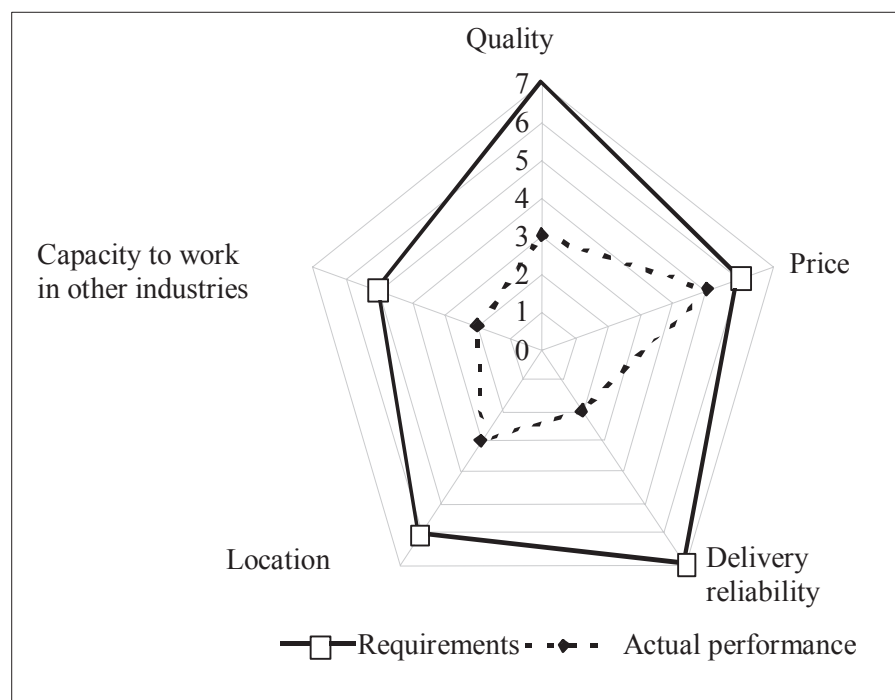 Quality
7
6
5
4
3
2
1
0
Capacity to work
in other industries
Price
Location
Delivery
reliability
Requirements
Actual performance